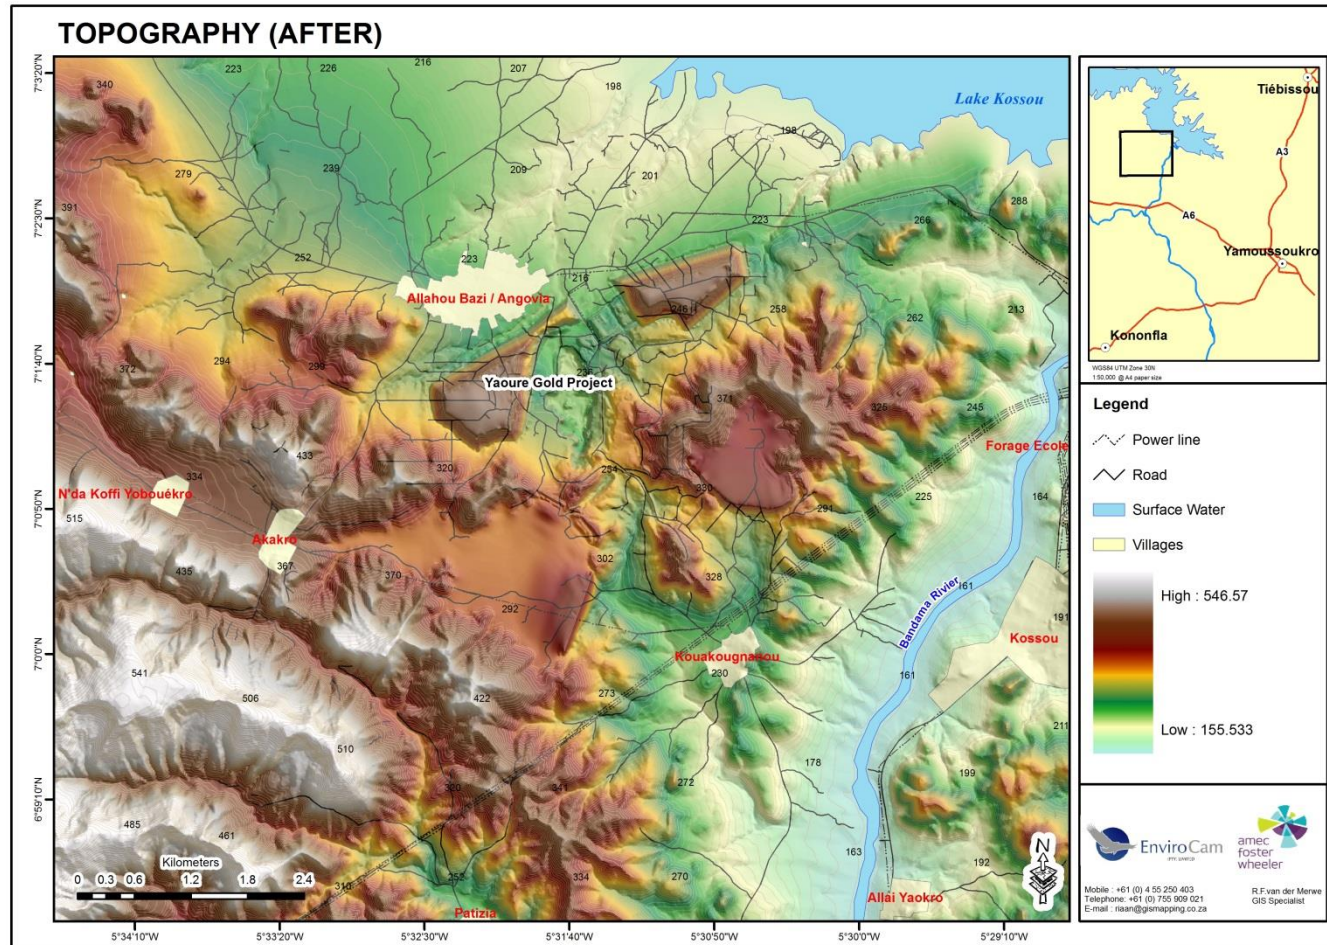 TOPOGRAPHY (AFTER)
7°3'20"N
7°2'30"N
7°1'40"N
7°0'50"N
7°0'0"N
6°59'10"N
340
223
226
216
207
198
Lake Kossou
198
279
239
209
201
391
252
223
223
266
288
216
Allahou Bazi / Angovia
246
258
262
213
294
299
372
Yaoure Gold Project
371
326
245
433
320
254
330
Forage Ecole
334
N'da Koffi Yobouékro
515
291
225
164
Akakro
435
367
370
302
328
292
161
Bandama Rivier
191
Kossou
Kouakougnanou
230
161
541
506
422
273
211
510
178
320
341
272
199
485
461
163
192
Kilometers
0 0.3 0.6 1.2 1.8 2.4
310
253
334
270
Patizia
Allai Yaokro
N
5°34'10"W
5°33'20"W
5°32'30"W
5°31'40"W
5°30'50"W
5°30'0"W
5°29'10"W
Tiébissou
A3
A6
Yamoussoukro
Kononfla
WGS84 UTM Zone 30N
1:50,000 @ A4 paper size
Legend
Power line
Road
Surface Water
Villages
High : 546.57
Low : 155.533
EnviroCam
amec
foster
wheeler
Mobile : +61 (0) 4 55 250 403
Telephone: +61 (0) 755 909 021
E-mail : riaan@gismapping.co.za
R.F.van der Merwe
GIS Specialist